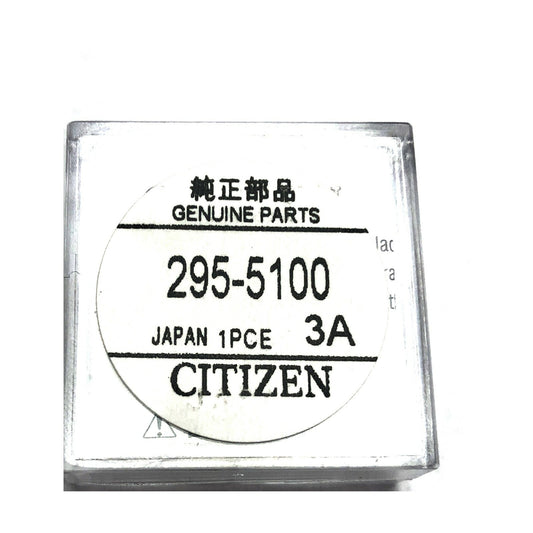 純正部品
GENUINE PARTS
295-5100
JAPAN 1PCE 3A
CITIZEN